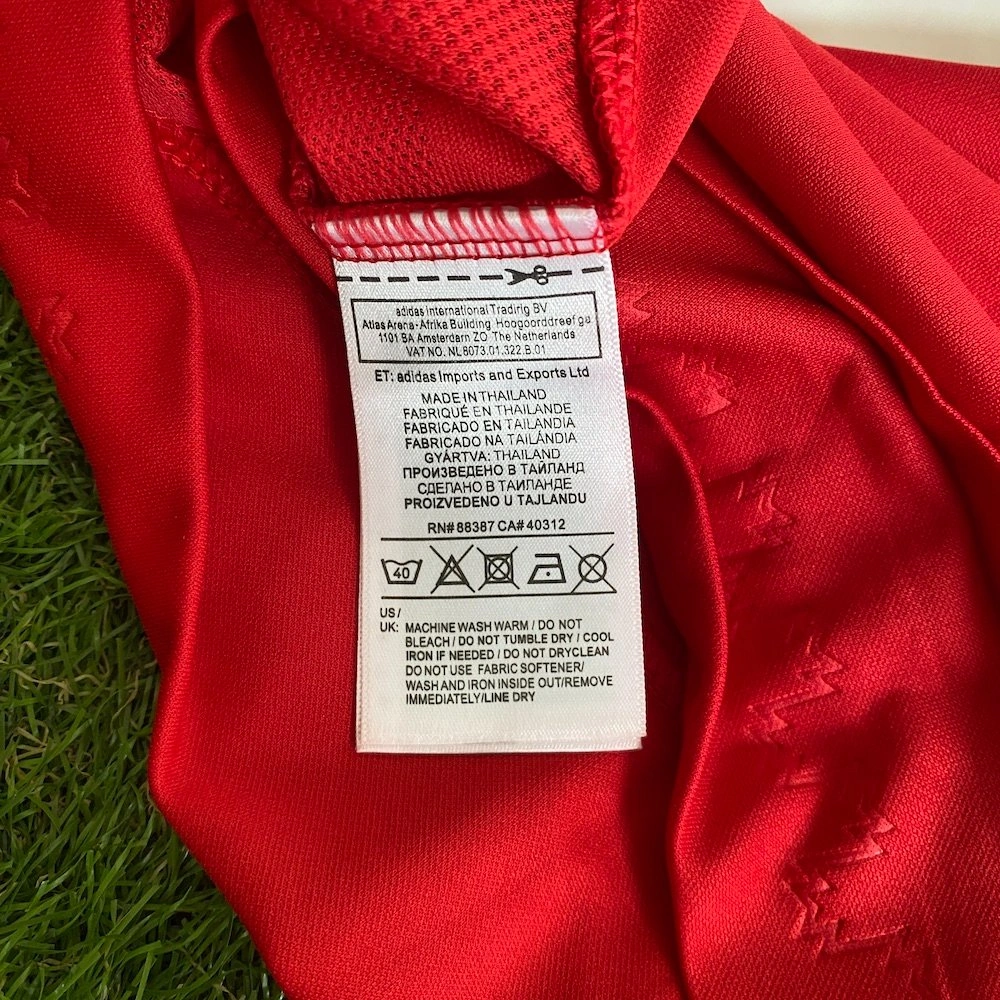 adidas International Tradirig BV
Atlas Arena-Afrika Building Hoogoorddreef ga
1101 BA Amsterdarn ZO The Netherlands
VAT NO. NL8073.01.322.B.01
ET: adidas Imports and Exports Ltd
MADE IN THAILAND
FABRIQUÉ EN THAILANDE
FABRICADO EN TAILANDIA
FABRICADO NA TAILÂNDIA
GYÁRTVA: THAILAND
ПРОИЗВЕДЕНО В ТАЙЛАНД
СДЕЛАНО В ТАИЛАНДЕ
PROIZVEDENO U TAJLANDU
RN# 88387 CA# 40312
40
US /
UK: MACHINE WASH WARM / DO NOT
BLEACH / DO NOT TUMBLE DRY / COOL
IRON IF NEEDED / DO NOT DRYCLEAN
DO NOT USE FABRIC SOFTENER/
WASH AND IRON INSIDE OUT/REMOVE
IMMEDIATELY/LINE DRY